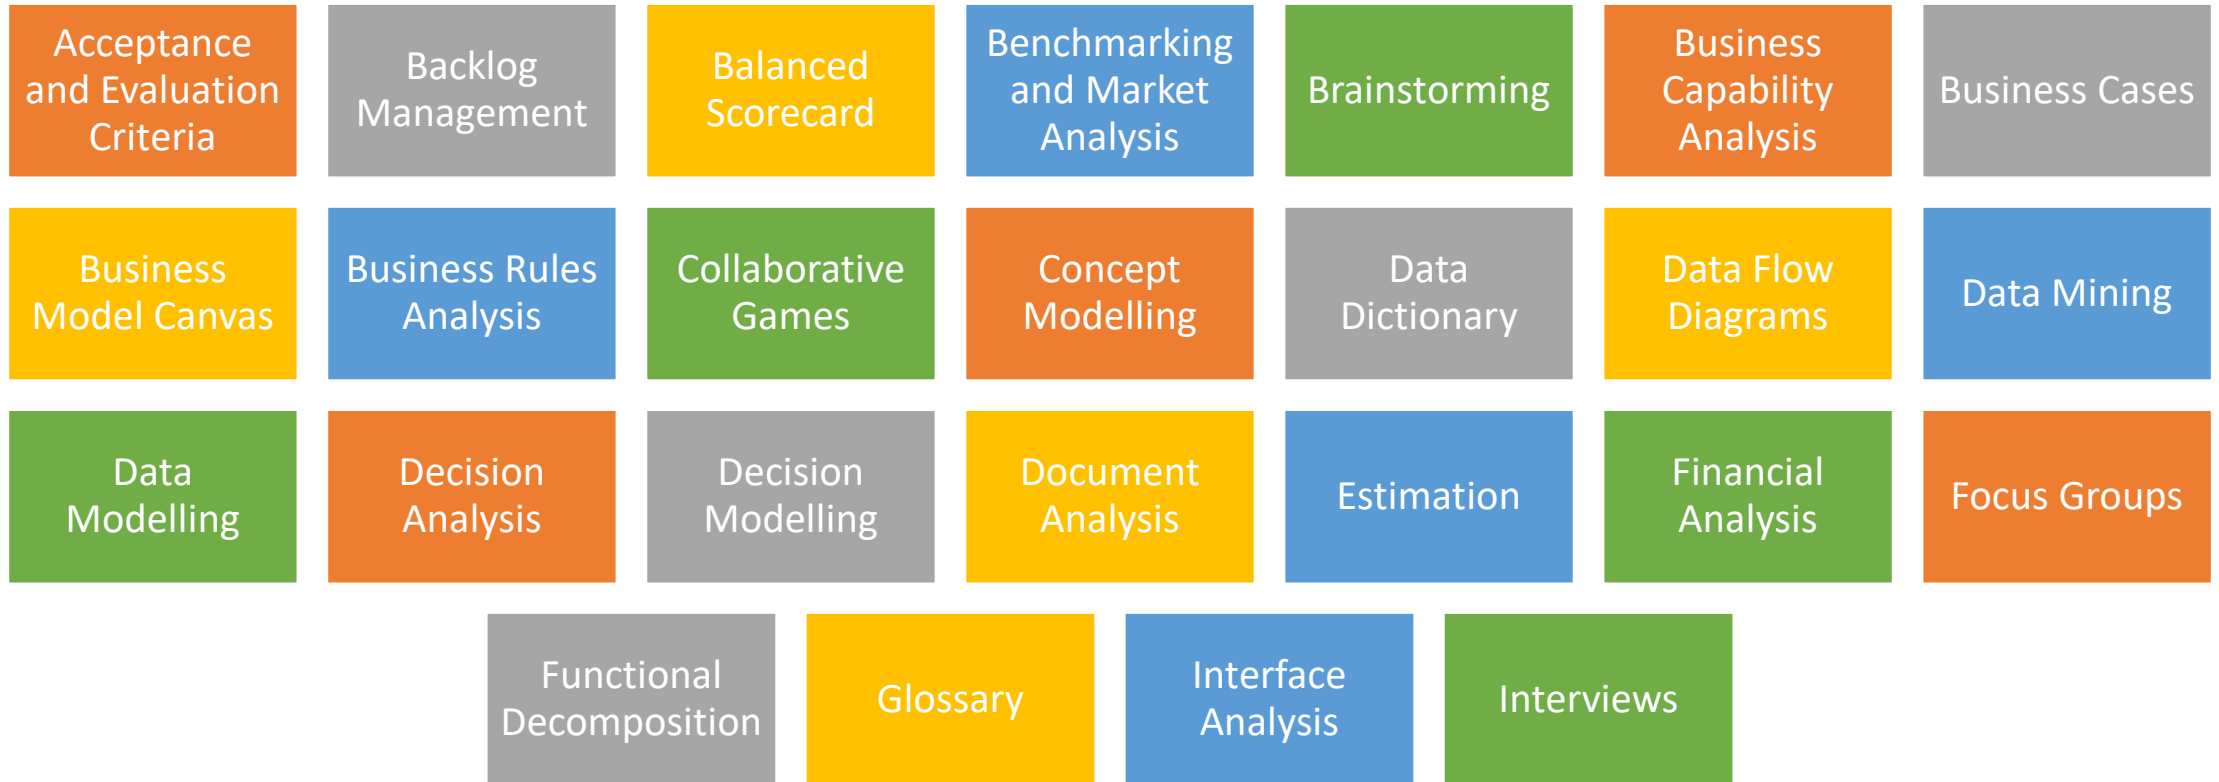 Acceptance
and Evaluation
Criteria
Backlog
Management
Balanced
Scorecard
Benchmarking
and Market
Analysis
Brainstorming
Business
Capability
Analysis
Business Cases
Business
Model Canvas
Business Rules
Analysis
Collaborative
Games
Concept
Modelling
Data
Dictionary
Data Flow
Diagrams
Data Mining
Data
Modelling
Decision
Analysis
Decision
Modelling
Document
Analysis
Estimation
Financial
Analysis
Focus Groups
Functional
Decomposition
Glossary
Interface
Analysis
Interviews